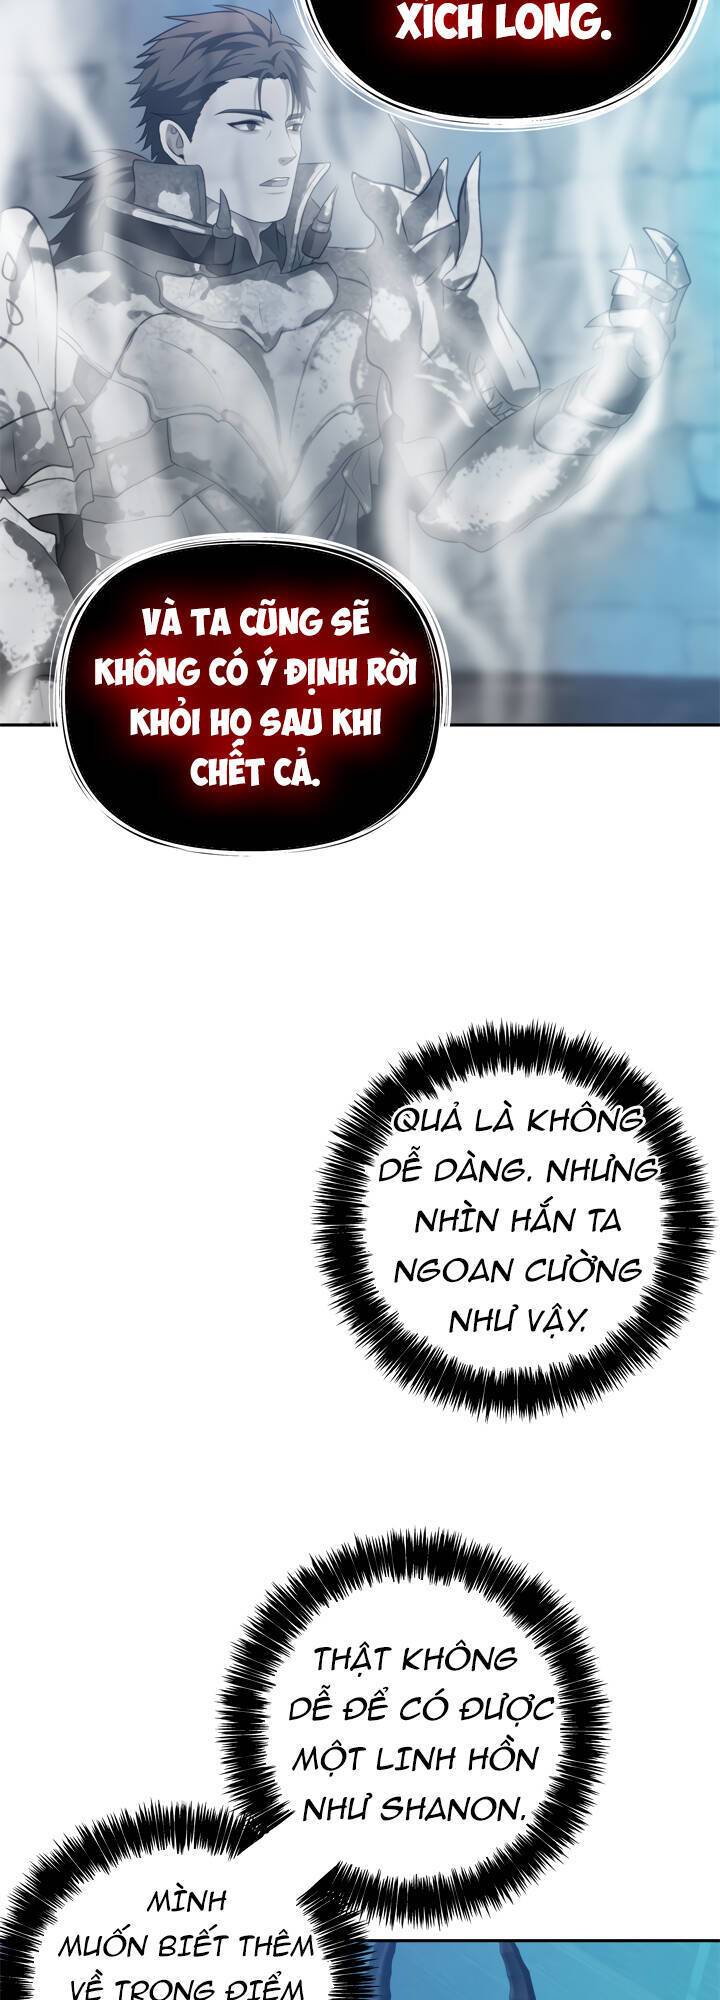 XÍCH LONG.
VÀ TA CŨNG SẼ
KHÔNG CÓ Ý ĐỊNH RỜI
KHỎI HỌ SAU KHI
CHẾT CẢ.
QUẢ LÀ KHÔNG
DỄ DÀNG. NHƯNG
NHÌN HẮN TA
NGOAN CƯỜNG
NHƯ VẬY.
THẬT KHÔNG
DỄ ĐỂ CÓ ĐƯỢC
MỘT LINH HỒN
NHƯ SHANON.
MÌNH
MUỐN BIẾT THÊM
VỀ TRỌNG ĐIỂM